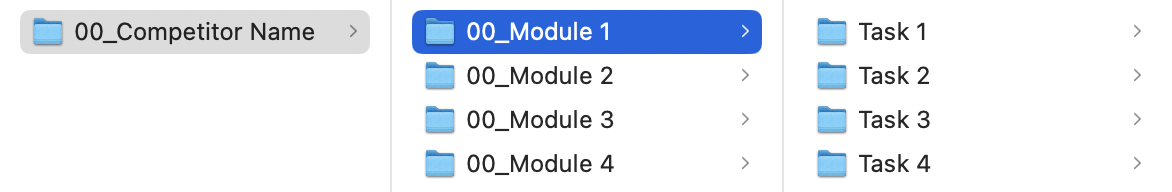 00_Competitor Name
00_Module 1
00_Module 2
00_Module 3
00_Module 4
Task 1
Task 2
Task 3
Task 4